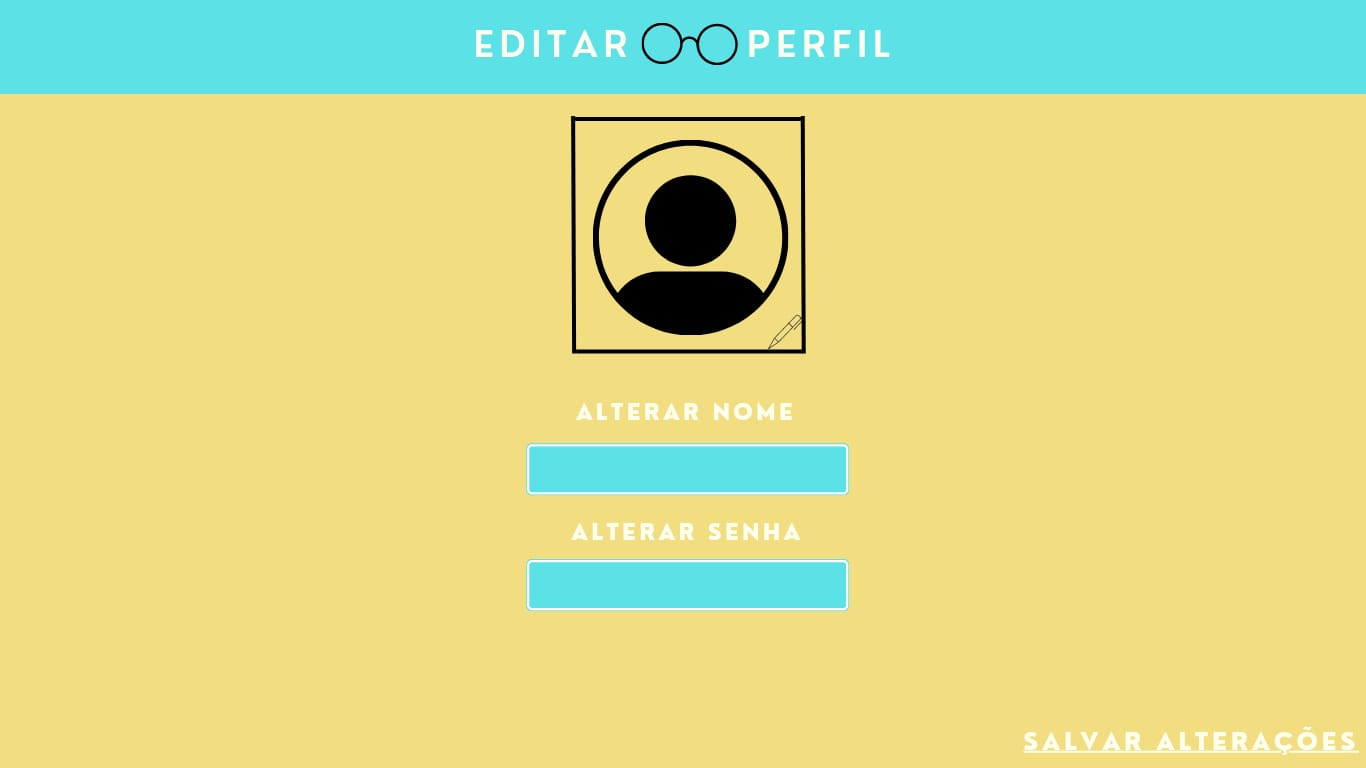 EDITAR PERFIL
ALTERAR NOME
ALTERAR SENHA
SALVAR ALTERAÇÕES